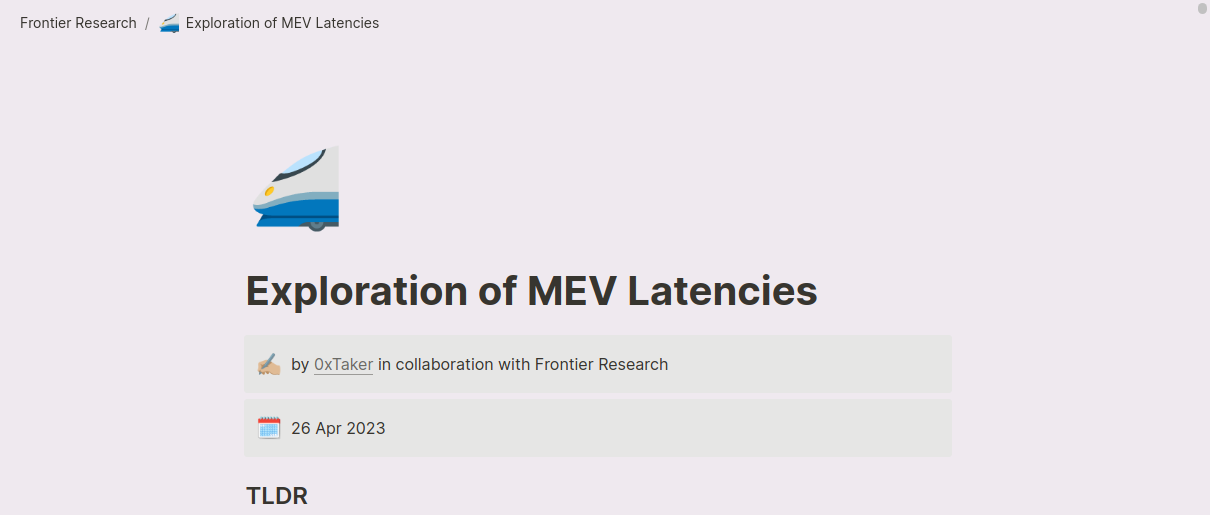 Frontier Research / Exploration of MEV Latencies
Exploration of MEV Latencies
by 0xTaker in collaboration with Frontier Research
26 Apr 2023
TLDR